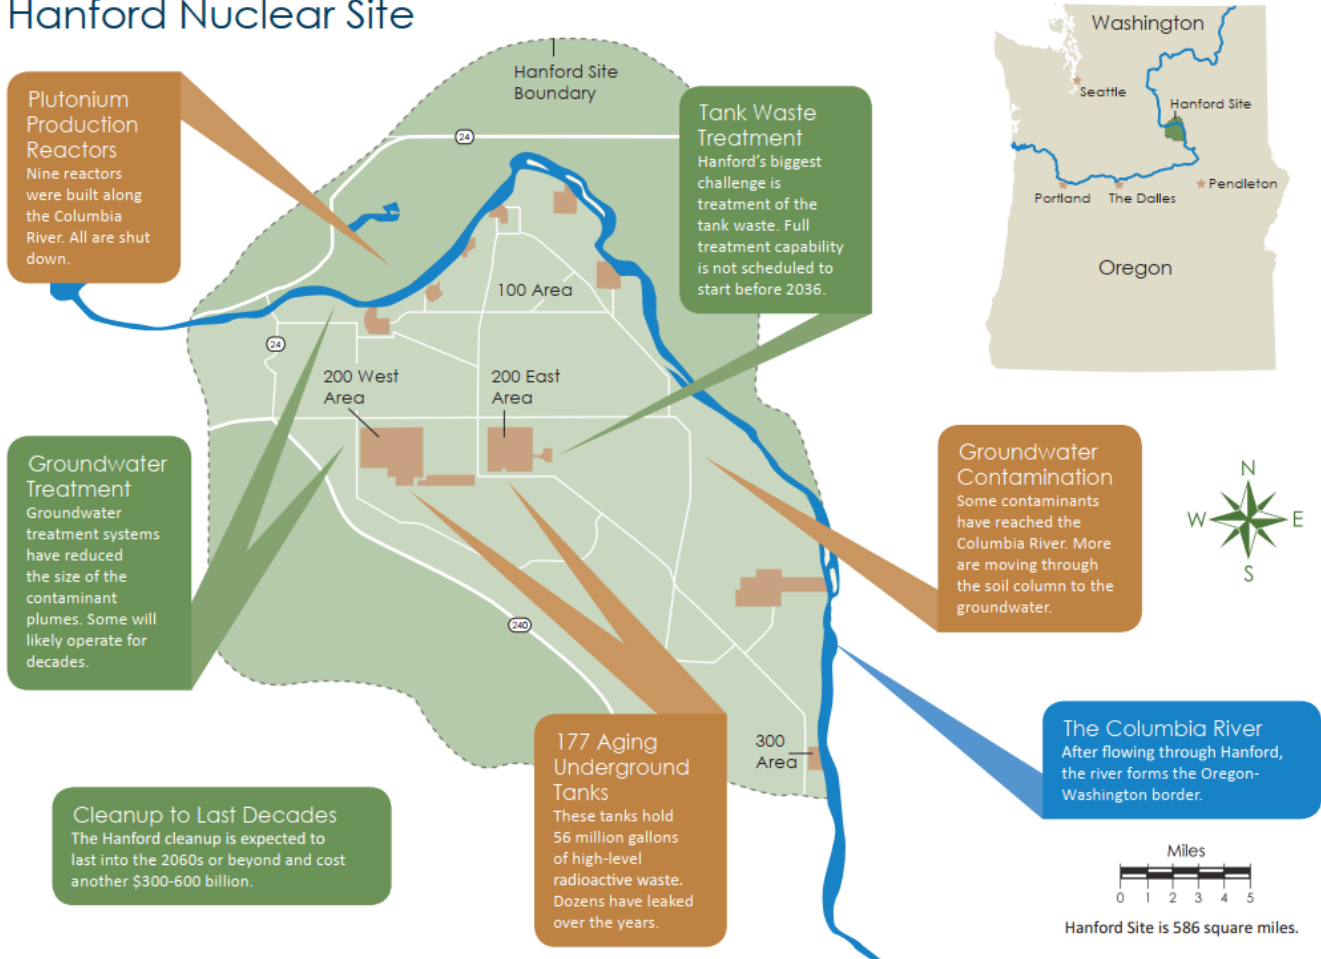 Hanford Nuclear Site
Hanford Site
Boundary
24
Plutonium
Production
Reactors
Nine reactors
were built along
the Columbia
River. All are shut
down.
Tank Waste
Treatment
Hanford's biggest
challenge is
treatment of the
tank waste. Full
treatment capability
is not scheduled to
start before 2036.
Washington
Seattle
Hanford Site
Portland
The Dalles
Pendleton
Oregon
100 Area
24
200 West
Area
200 East
Area
Groundwater
Treatment
Groundwater
treatment systems
have reduced
the size of the
contaminant
plumes. Some will
likely operate for
decades.
Groundwater
Contamination
Some contaminants
have reached the
Columbia River. More
are moving through
the soil column to the
groundwater.
N
W
E
S
240
177 Aging
Underground
Tanks
These tanks hold
56 million gallons
of high-level
radioactive waste.
Dozens have leaked
over the years.
300
Area
The Columbia River
After flowing through Hanford,
the river forms the Oregon-
Washington border.
Cleanup to Last Decades
The Hanford cleanup is expected to
last into the 2060s or beyond and cost
another $300-600 billion.
Miles
0 1 2 3 4 5
Hanford Site is 586 square miles.